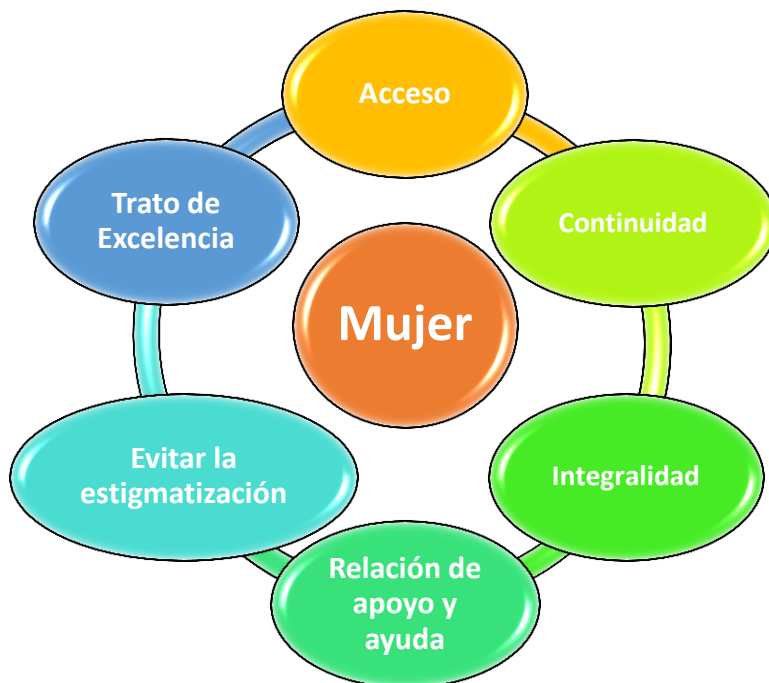 Acceso
Continuidad
Integralidad
Relación de
apoyo y
ayuda
Evitar la
estigmatización
Trato de
Excelencia
Mujer